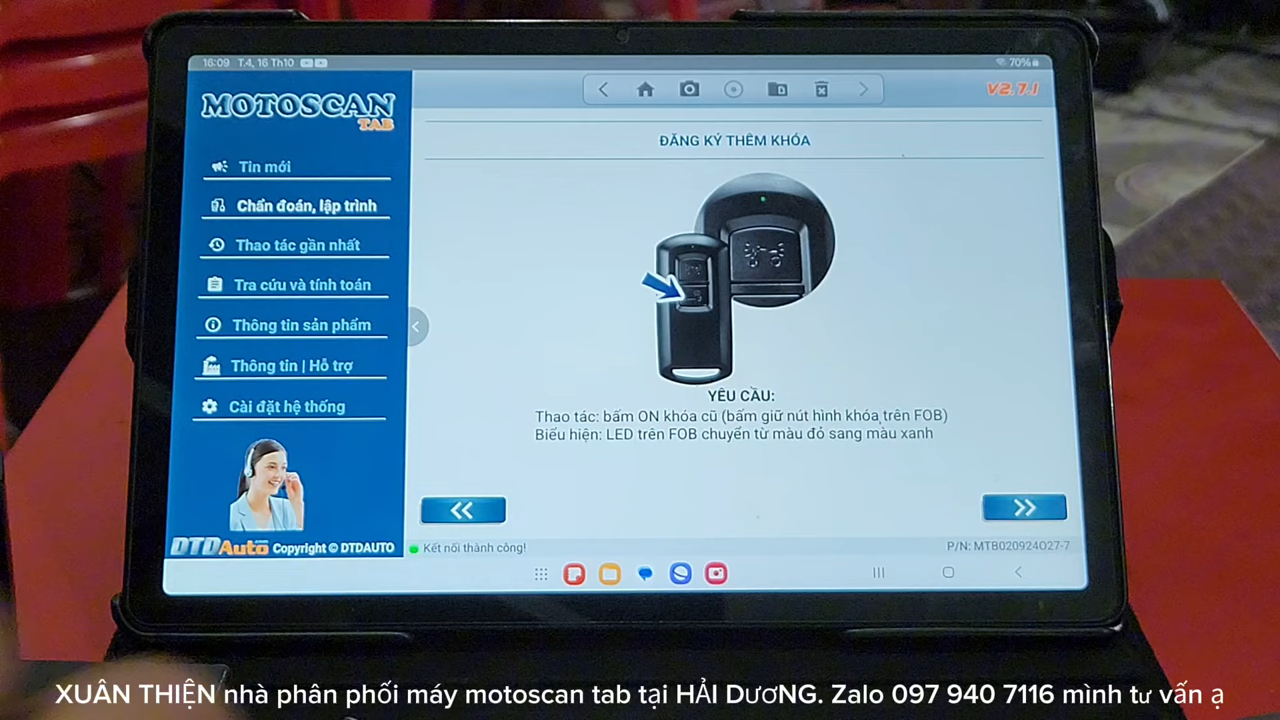 16:09 T.4, 16 Th10
70%
MOTOSCAN
TAB
V2.7.1
ĐĂNG KÝ THÊM KHÓA
Tin mới
Chẩn đoán, lập trình
Thao tác gần nhất
Tra cứu và tính toán
Thông tin sản phẩm
Thông tin | Hỗ trợ
Cài đặt hệ thống
YÊU CẦU:
Thao tác: bấm ON khóa cũ (bấm giữ nút hình khóa trên FOB)
Biểu hiện: LED trên FOB chuyển từ màu đỏ sang màu xanh
DTDAuto Copyright © DTDAUTO
Kết nối thành công!
P/N: MTB020924O27-7
XUÂN THIỆN nhà phân phối máy motoscan tab tại HẢI DƯƠNG. Zalo 097 940 7116 mình tư vấn ạ